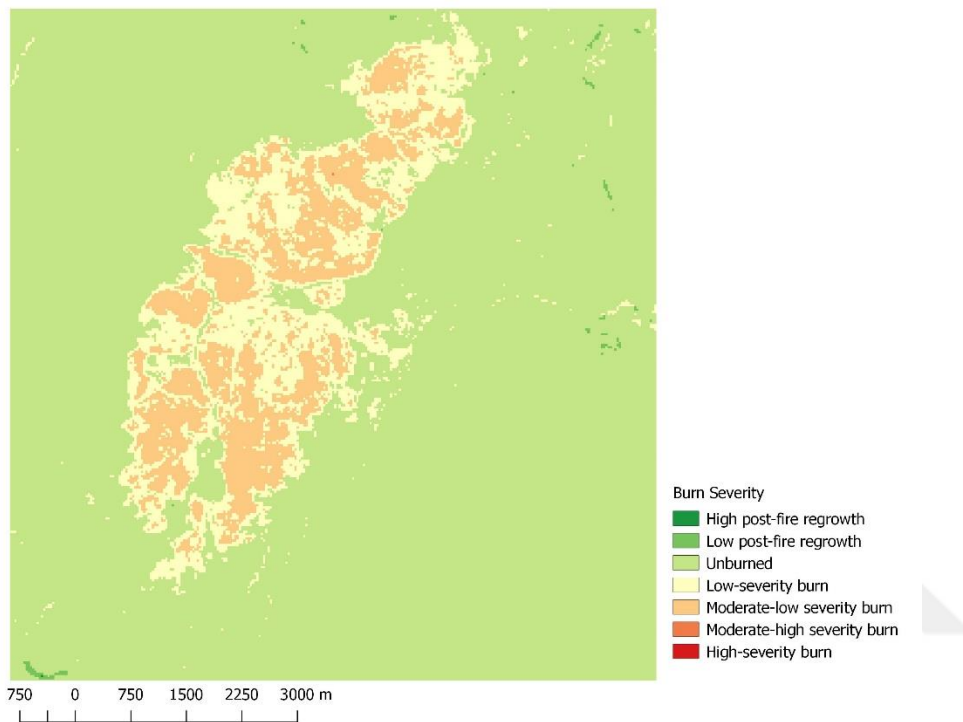 Burn Severity
High post-fire regrowth
Low post-fire regrowth
Unburned
Low-severity burn
Moderate-low severity burn
Moderate-high severity burn
High-severity burn
750 0 750 1500 2250 3000 m